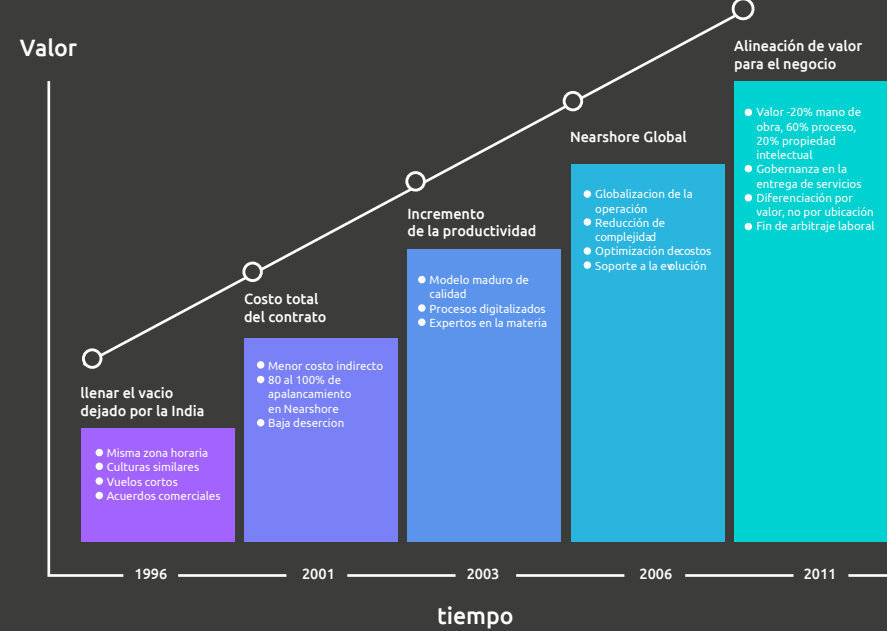 Valor
llenar el vacio
dejado por la India
Misma zona horaria
Culturas similares
Vuelos cortos
Acuerdos comerciales
Costo total
del contrato
Menor costo indirecto
80 al 100% de
apalancamiento
en Nearshore
Baja desercion
Incremento
de la productividad
Modelo maduro de
calidad
Procesos digitalizados
Expertos en la materia
Nearshore Global
Globalizacion de la
operación
Reducción de
complejidad
Optimización decostos
Soporte a la evolución
Alineación de valor
para el negocio
Valor -20% mano de
obra, 60% proceso,
20% propiedad
intelectual
Gobernanza en la
entrega de servicios
Diferenciación por
valor, no por ubicación
Fin de arbitraje laboral
1996
2001
2003
2006
2011
tiempo